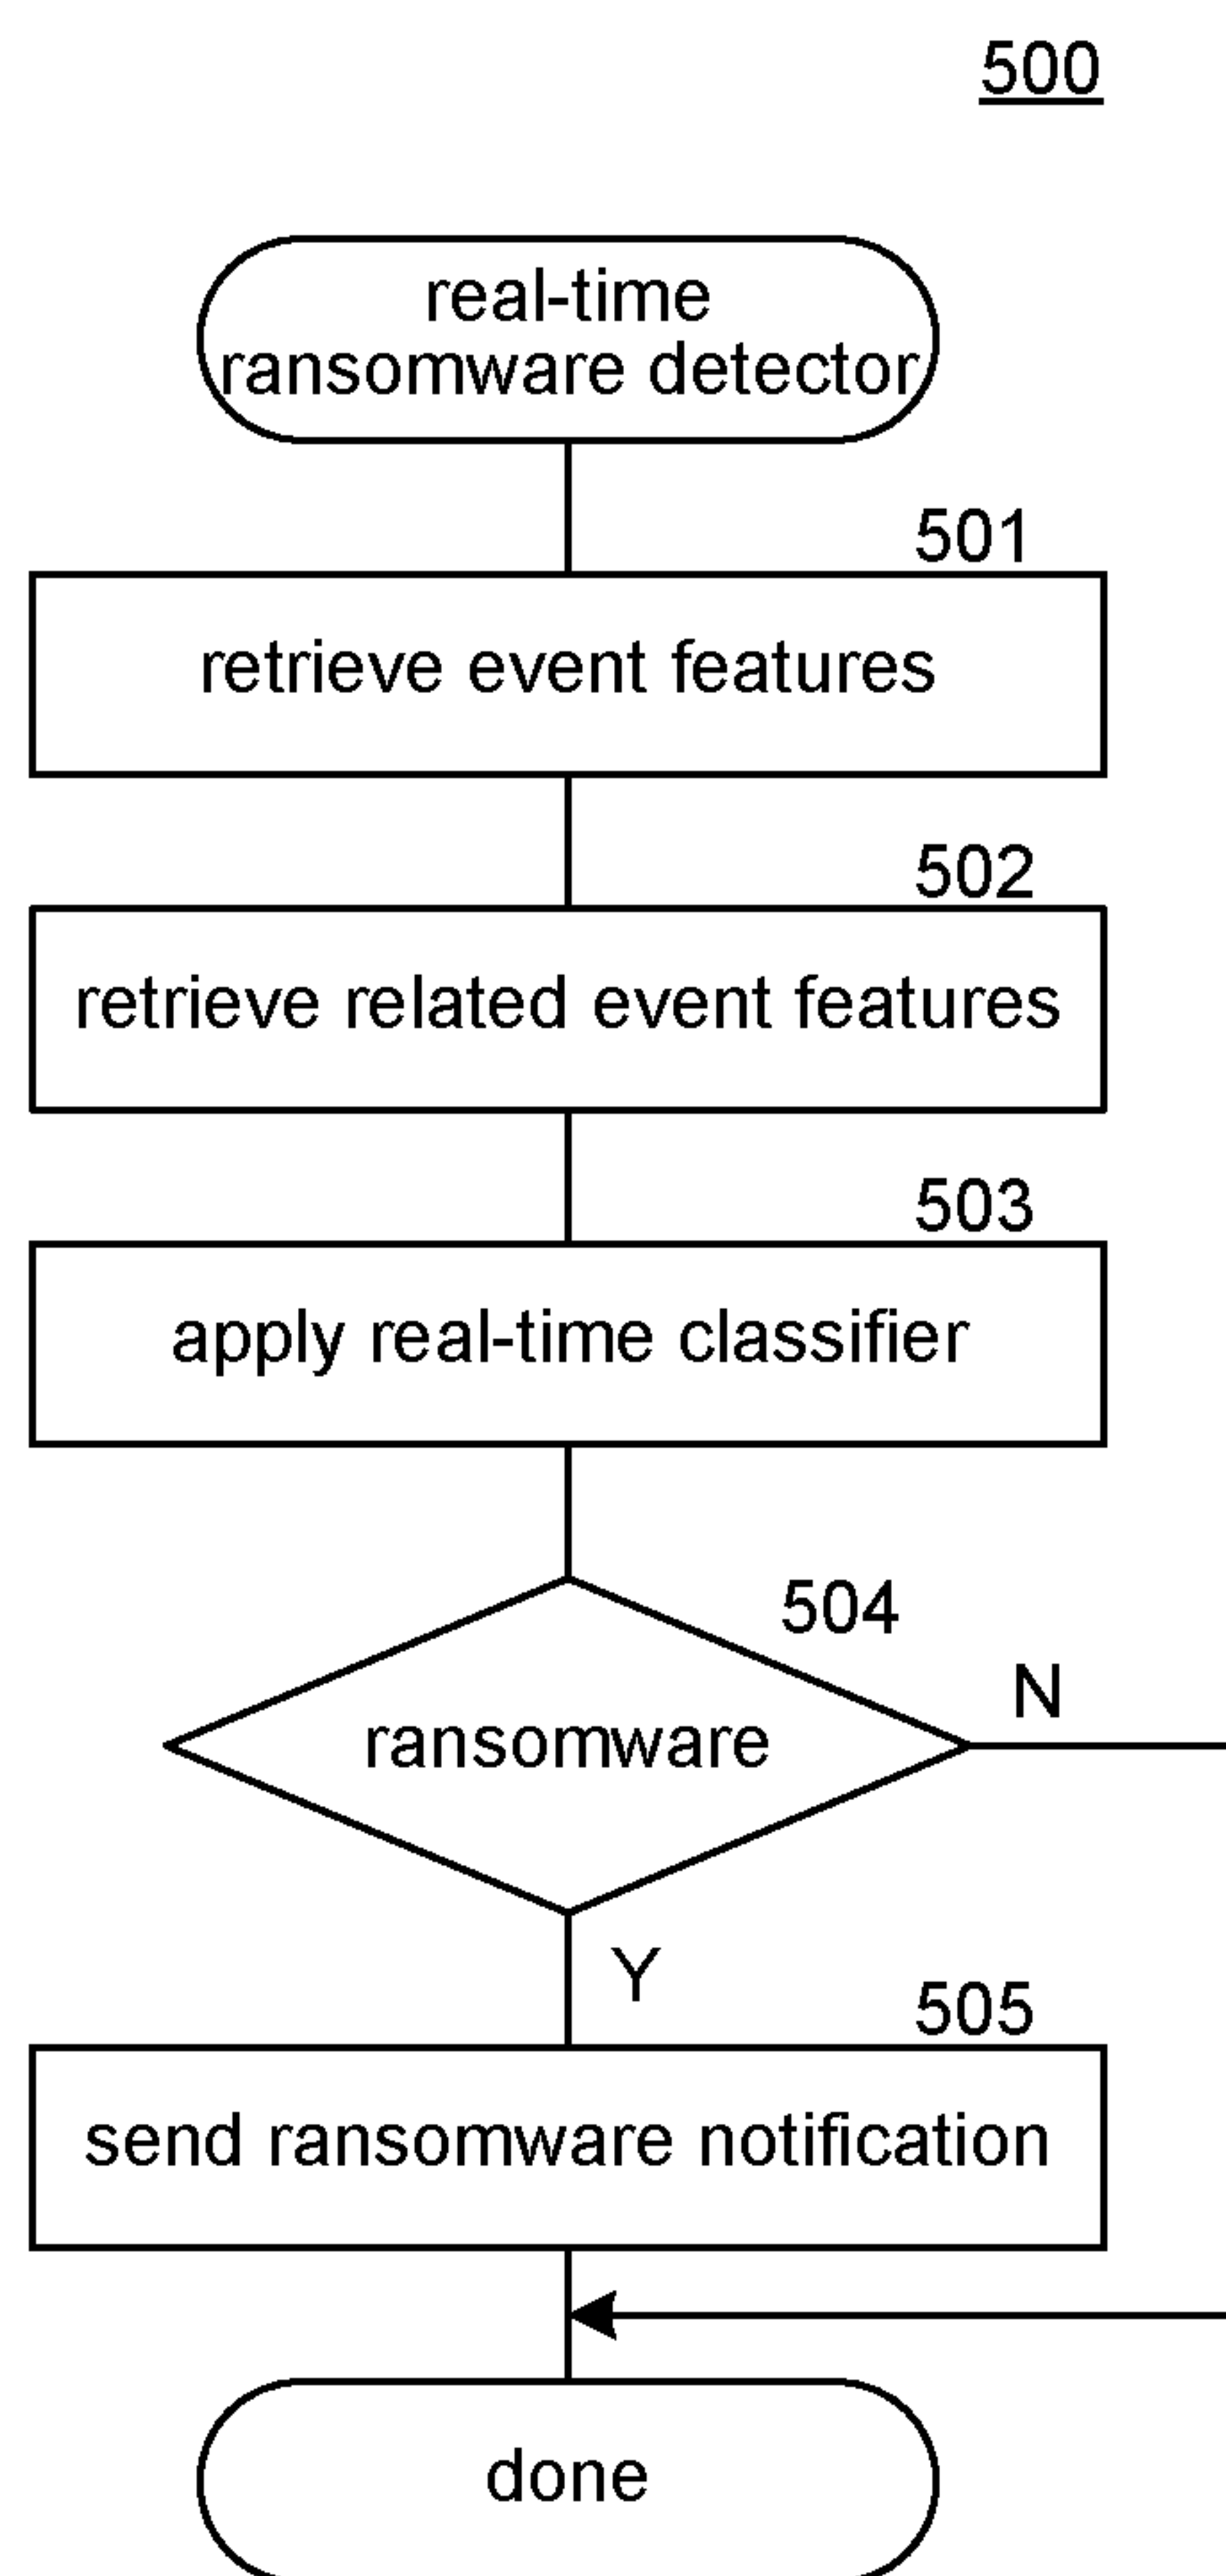 500
real-time
ransomware detector
501
retrieve event features
502
retrieve related event features
503
apply real-time classifier
504
N
ransomware
Y
505
send ransomware notification
done